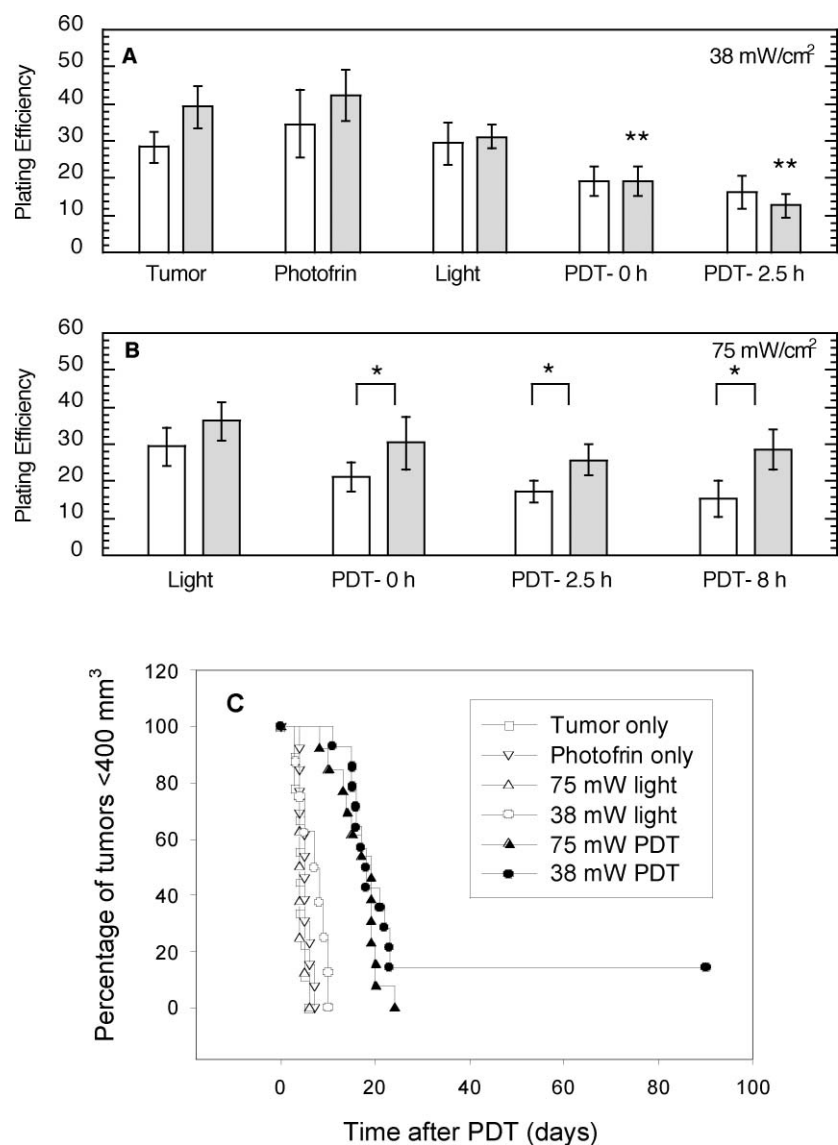 A
38 mW/cm²
Plating Efficiency
60
50
40
30
20
10
0
**
**
Tumor
Photofrin
Light
PDT- 0 h
PDT- 2.5 h
B
75 mW/cm²
Plating Efficiency
60
50
40
30
20
10
0
*
*
*
Light
PDT- 0 h
PDT- 2.5 h
PDT- 8 h
C
Percentage of tumors <400 mm³
120
100
80
60
40
20
0
Tumor only
Photofrin only
75 mW light
38 mW light
75 mW PDT
38 mW PDT
0 20 40 60 80 100
Time after PDT (days)